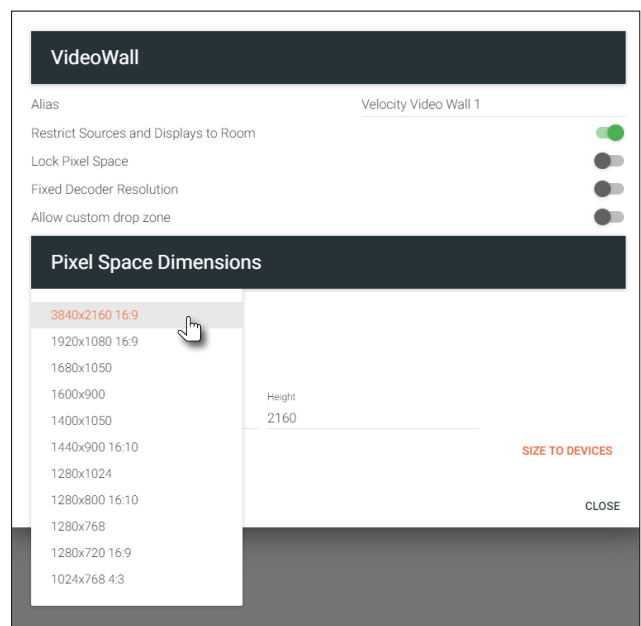 VideoWall
Alias Velocity Video Wall 1
Restrict Sources and Displays to Room
Lock Pixel Space
Fixed Decoder Resolution
Allow custom drop zone
Pixel Space Dimensions
3840x2160 16:9
1920x1080 16:9
1680x1050
1600x900
Height
1400x1050
2160
1440x900 16:10
SIZE TO DEVICES
1280x1024
1280x800 16:10
CLOSE
1280x768
1280x720 16:9
1024x768 4:3